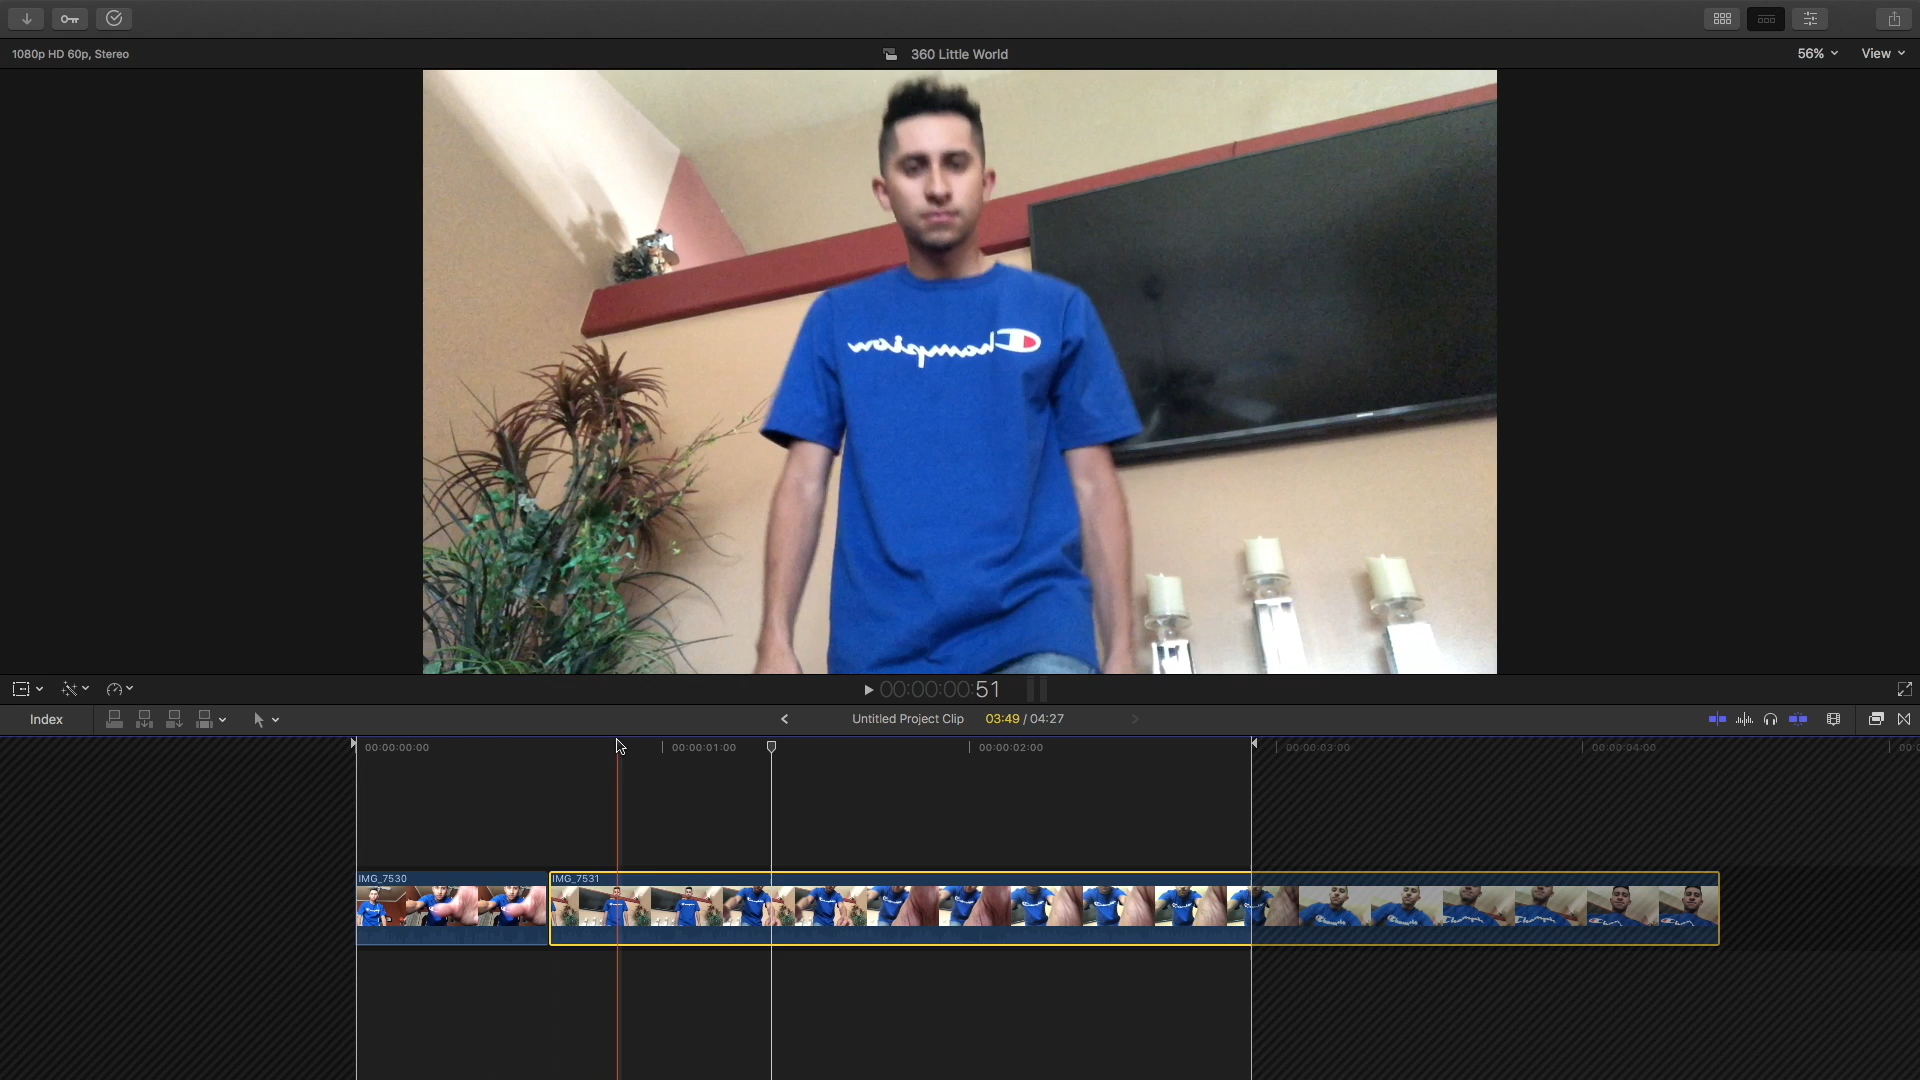 1080p HD 60p, Stereo
360 Little World
56%
View
Champion
00:00:00:51
Index
Untitled Project Clip
03:49 / 04:27
00:00:00:00
00:00:01:00
00:00:02:00
00:00:03:00
00:00:04:00
IMG_7530
IMG_7531